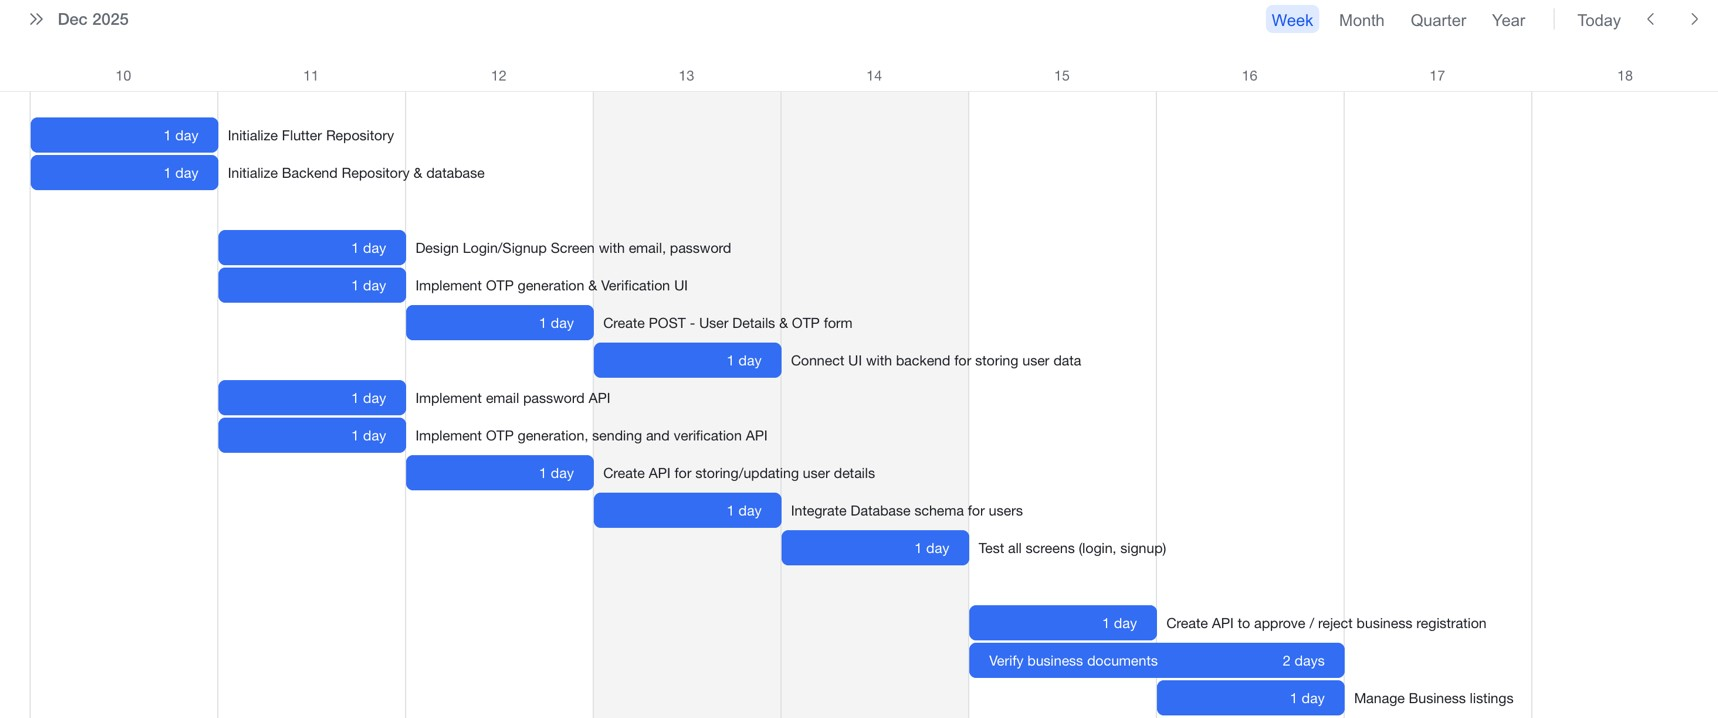 Dec 2025 Week Month Quarter Year Today
10 11 12 13 14 15 16 17 18
1 day Initialize Flutter Repository
1 day Initialize Backend Repository & database
1 day Design Login/Signup Screen with email, password
1 day Implement OTP generation & Verification UI
1 day Create POST - User Details & OTP form
1 day Connect UI with backend for storing user data
1 day Implement email password API
1 day Implement OTP generation, sending and verification API
1 day Create API for storing/updating user details
1 day Integrate Database schema for users
1 day Test all screens (login, signup)
1 day Create API to approve / reject business registration
Verify business documents 2 days
1 day Manage Business listings